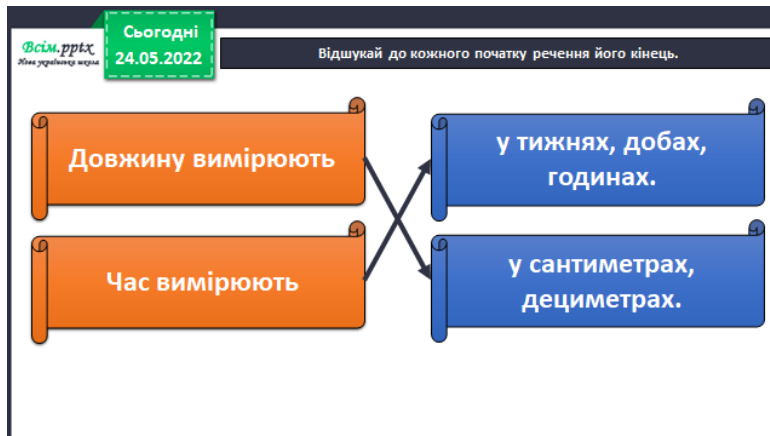 Всім.pptx
Нова українська школа
Сьогодні
24.05.2022
Відшукай до кожного початку речення його кінець.
Довжину вимірюють
у тижнях, добах,
годинах.
Час вимірюють
у сантиметрах,
дециметрах.